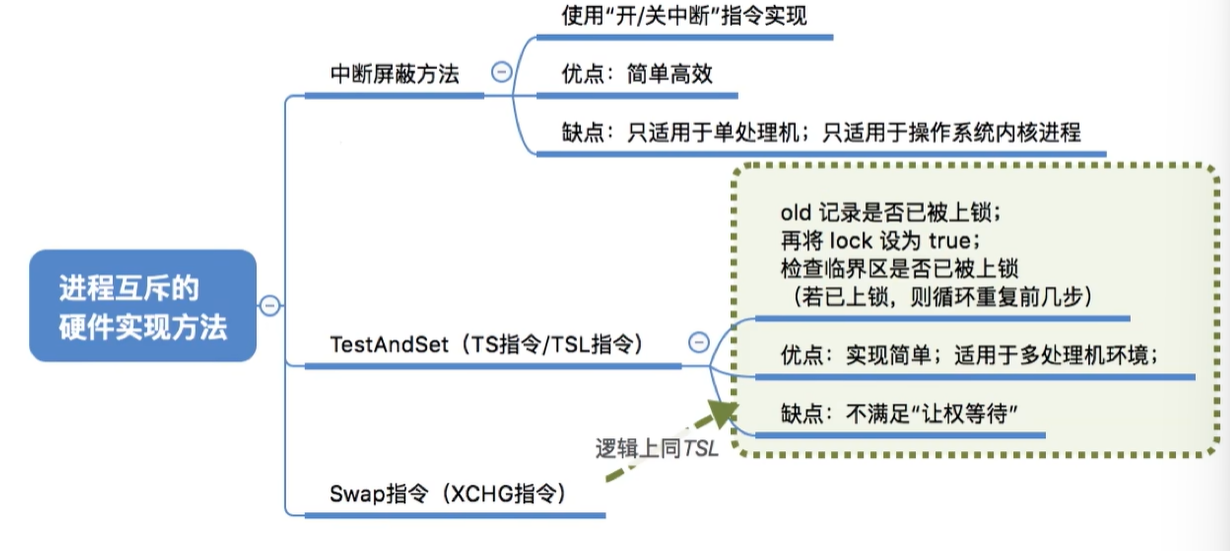 使用“开/关中断”指令实现
中断屏蔽方法
优点：简单高效
缺点：只适用于单处理机；只适用于操作系统内核进程
进程互斥的
硬件实现方法
old 记录是否已被上锁；
再将 lock 设为 true；
检查临界区是否已被上锁
（若已上锁，则循环重复前几步）
TestAndSet（TS指令/TSL指令）
优点：实现简单；适用于多处理机环境；
缺点：不满足“让权等待”
逻辑上同TSL
Swap指令（XCHG指令）